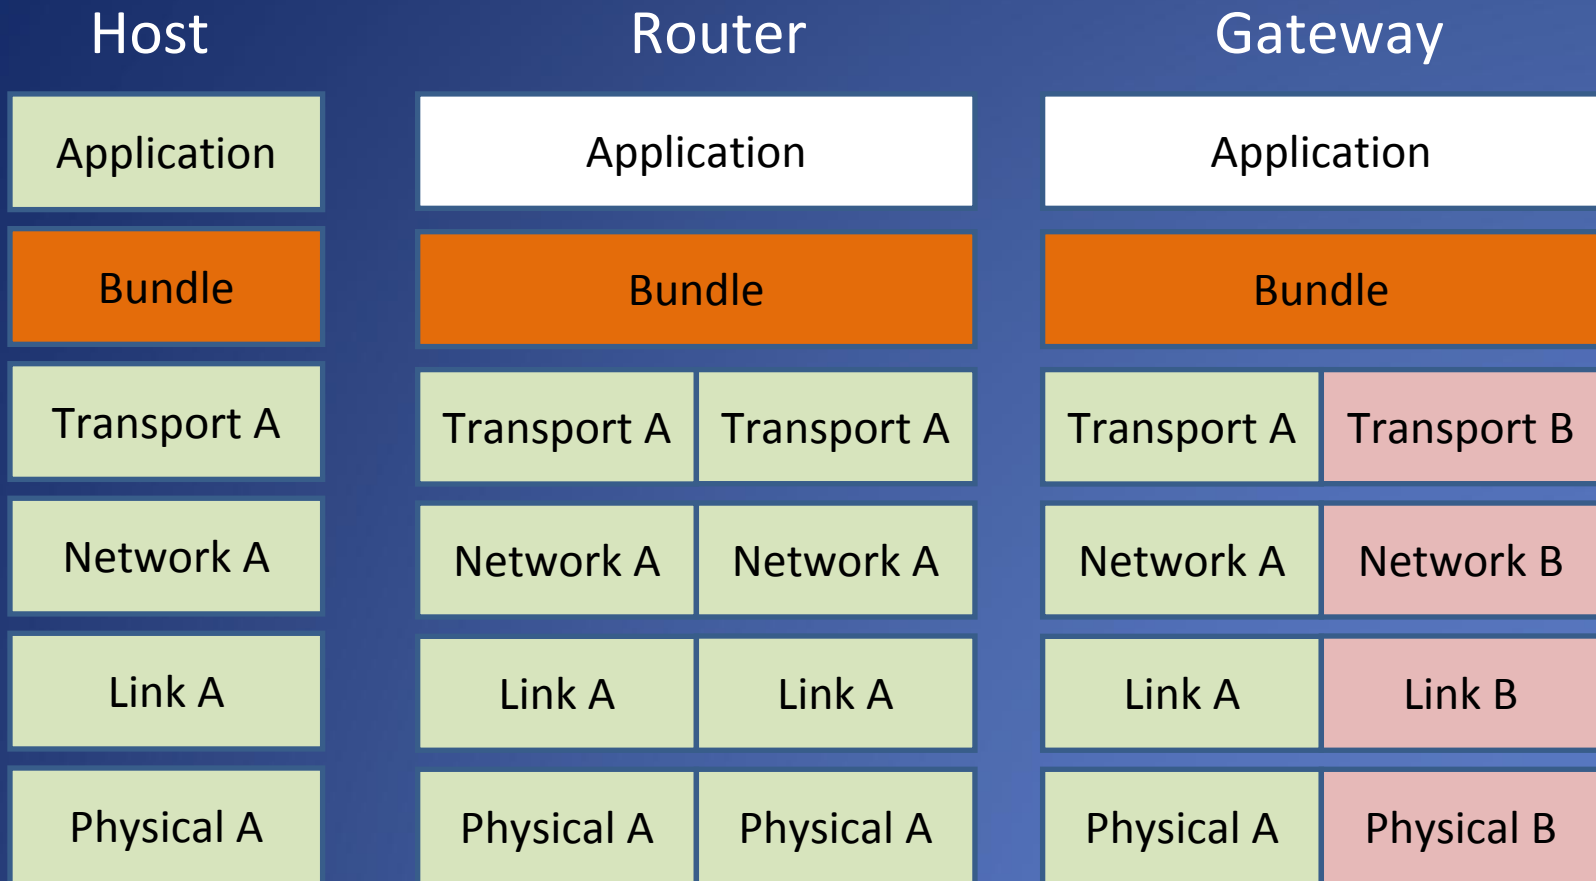 Host Router Gateway
Application Application Application
Bundle Bundle Bundle
Transport A Transport A Transport A Transport A Transport B
Network A Network A Network A Network A Network B
Link A Link A Link A Link A Link B
Physical A Physical A Physical A Physical A Physical B